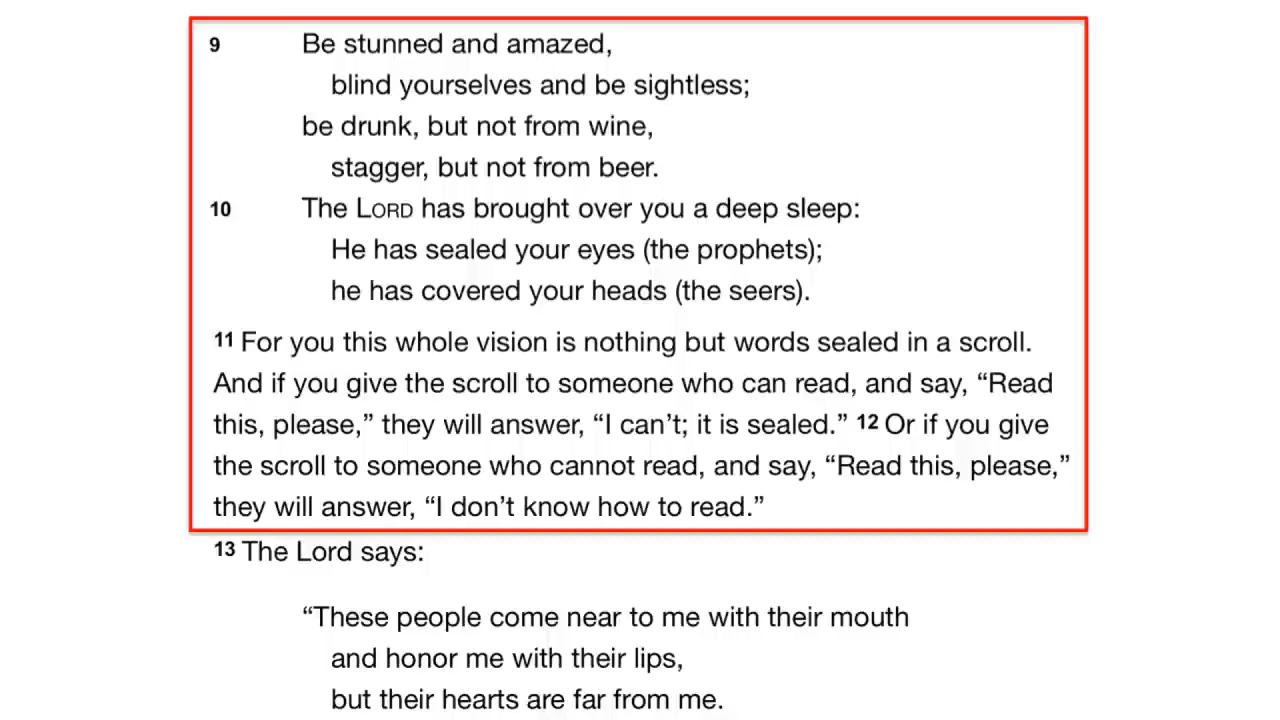 9 Be stunned and amazed,
blind yourselves and be sightless;
be drunk, but not from wine,
stagger, but not from beer.
10 The LORD has brought over you a deep sleep:
He has sealed your eyes (the prophets);
he has covered your heads (the seers).
11 For you this whole vision is nothing but words sealed in a scroll.
And if you give the scroll to someone who can read, and say, “Read
this, please,” they will answer, “I can’t; it is sealed.” 12 Or if you give
the scroll to someone who cannot read, and say, “Read this, please,”
they will answer, “I don’t know how to read.”
13 The Lord says:
“These people come near to me with their mouth
and honor me with their lips,
but their hearts are far from me.